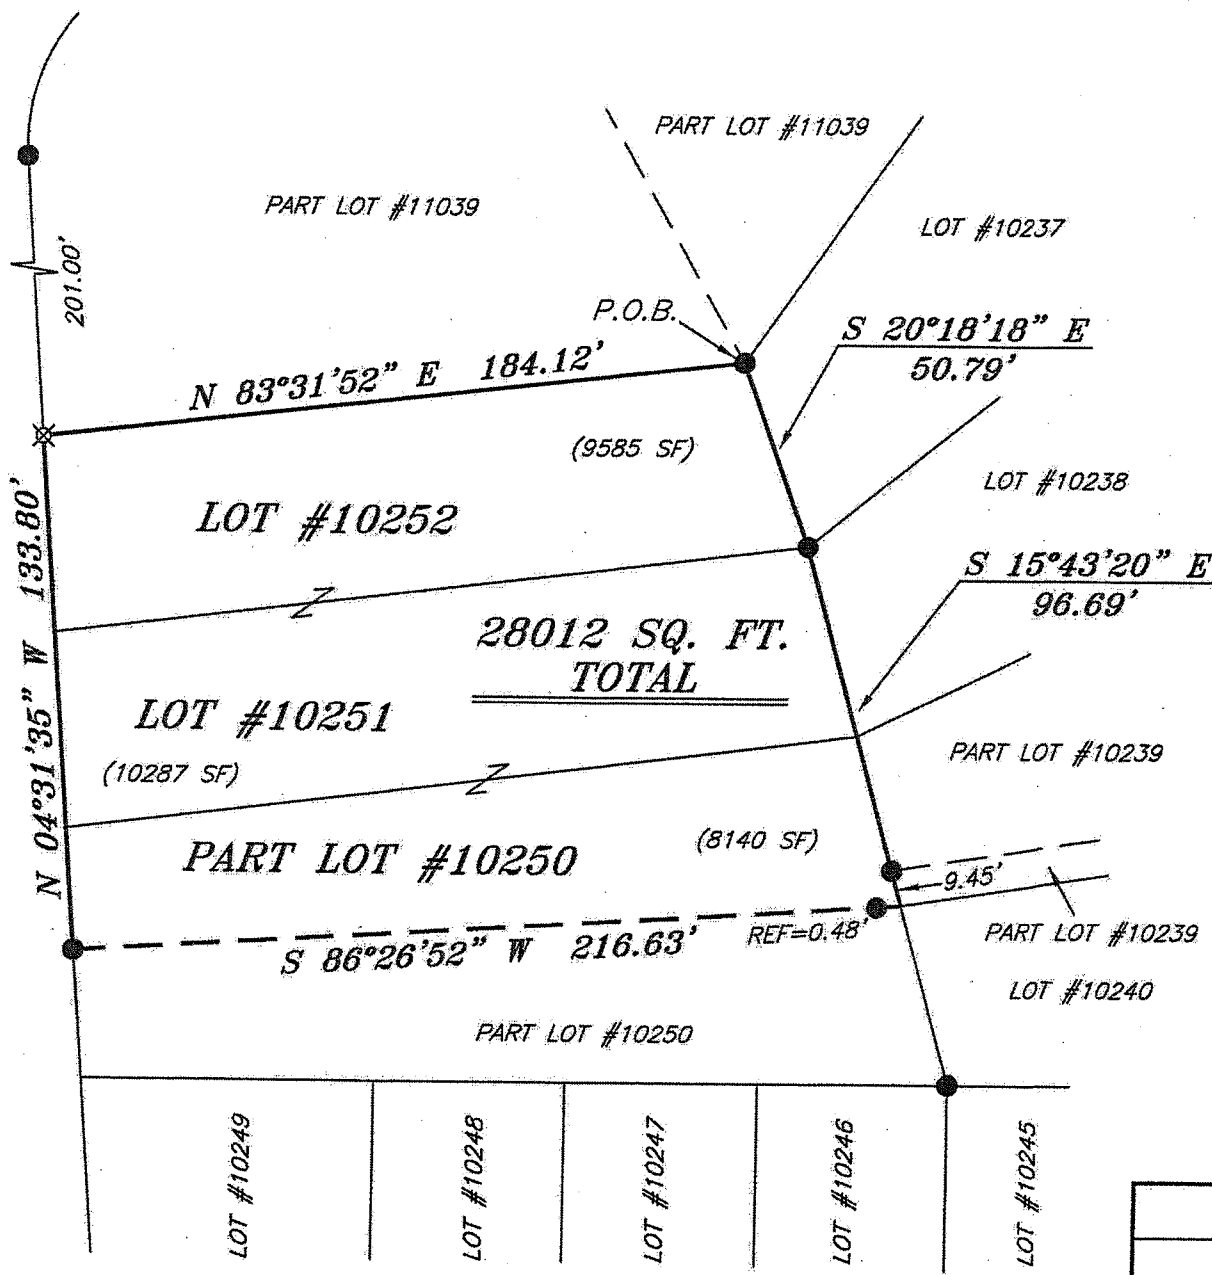 PART LOT #11039
PART LOT #11039
LOT #10237
201.00'
P.O.B.
S 20°18'18" E
50.79'
N 83°31'52" E 184.12'
(9585 SF)
LOT #10238
LOT #10252
S 15°43'20" E
96.69'
N 04°31'35" W 133.80'
28012 SQ. FT.
TOTAL
LOT #10251
(10287 SF)
PART LOT #10239
PART LOT #10250
(8140 SF)
9.45'
REF=0.48'
PART LOT #10239
S 86°26'52" W 216.63'
LOT #10240
PART LOT #10250
LOT #10249
LOT #10248
LOT #10247
LOT #10246
LOT #10245